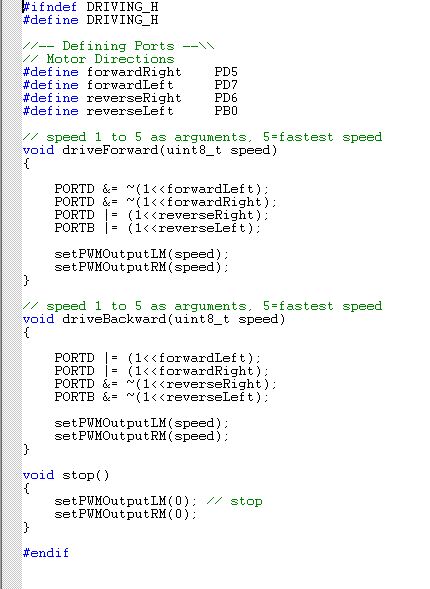 #ifndef DRIVING_H
#define DRIVING_H

//-- Defining Ports --\\
// Motor Directions
#define forwardRight    PD5
#define forwardLeft     PD7
#define reverseRight    PD6
#define reverseLeft     PB0

// speed 1 to 5 as arguments, 5=fastest speed
void driveForward(uint8_t speed)
{

    PORTD &= ~(1<<forwardLeft);
    PORTD &= ~(1<<forwardRight);
    PORTD |= (1<<reverseRight);
    PORTB |= (1<<reverseLeft);

    setPWMOutputLM(speed);
    setPWMOutputRM(speed);
}

// speed 1 to 5 as arguments, 5=fastest speed
void driveBackward(uint8_t speed)
{

    PORTD |= (1<<forwardLeft);
    PORTD |= (1<<forwardRight);
    PORTD &= ~(1<<reverseRight);
    PORTB &= ~(1<<reverseLeft);

    setPWMOutputLM(speed);
    setPWMOutputRM(speed);
}

void stop()
{
    setPWMOutputLM(0); // stop
    setPWMOutputRM(0);
}

#endif